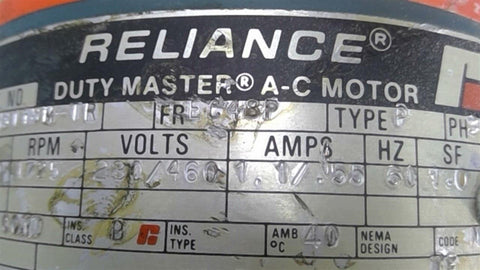 RELIANCE®
DUTY MASTER® A-C MOTOR
NO. FR TYPE P PH
RPM VOLTS AMPS HZ SF
1725 230/460 60
INS. CLASS B INS. TYPE AMB °C 40 NEMA DESIGN CODE